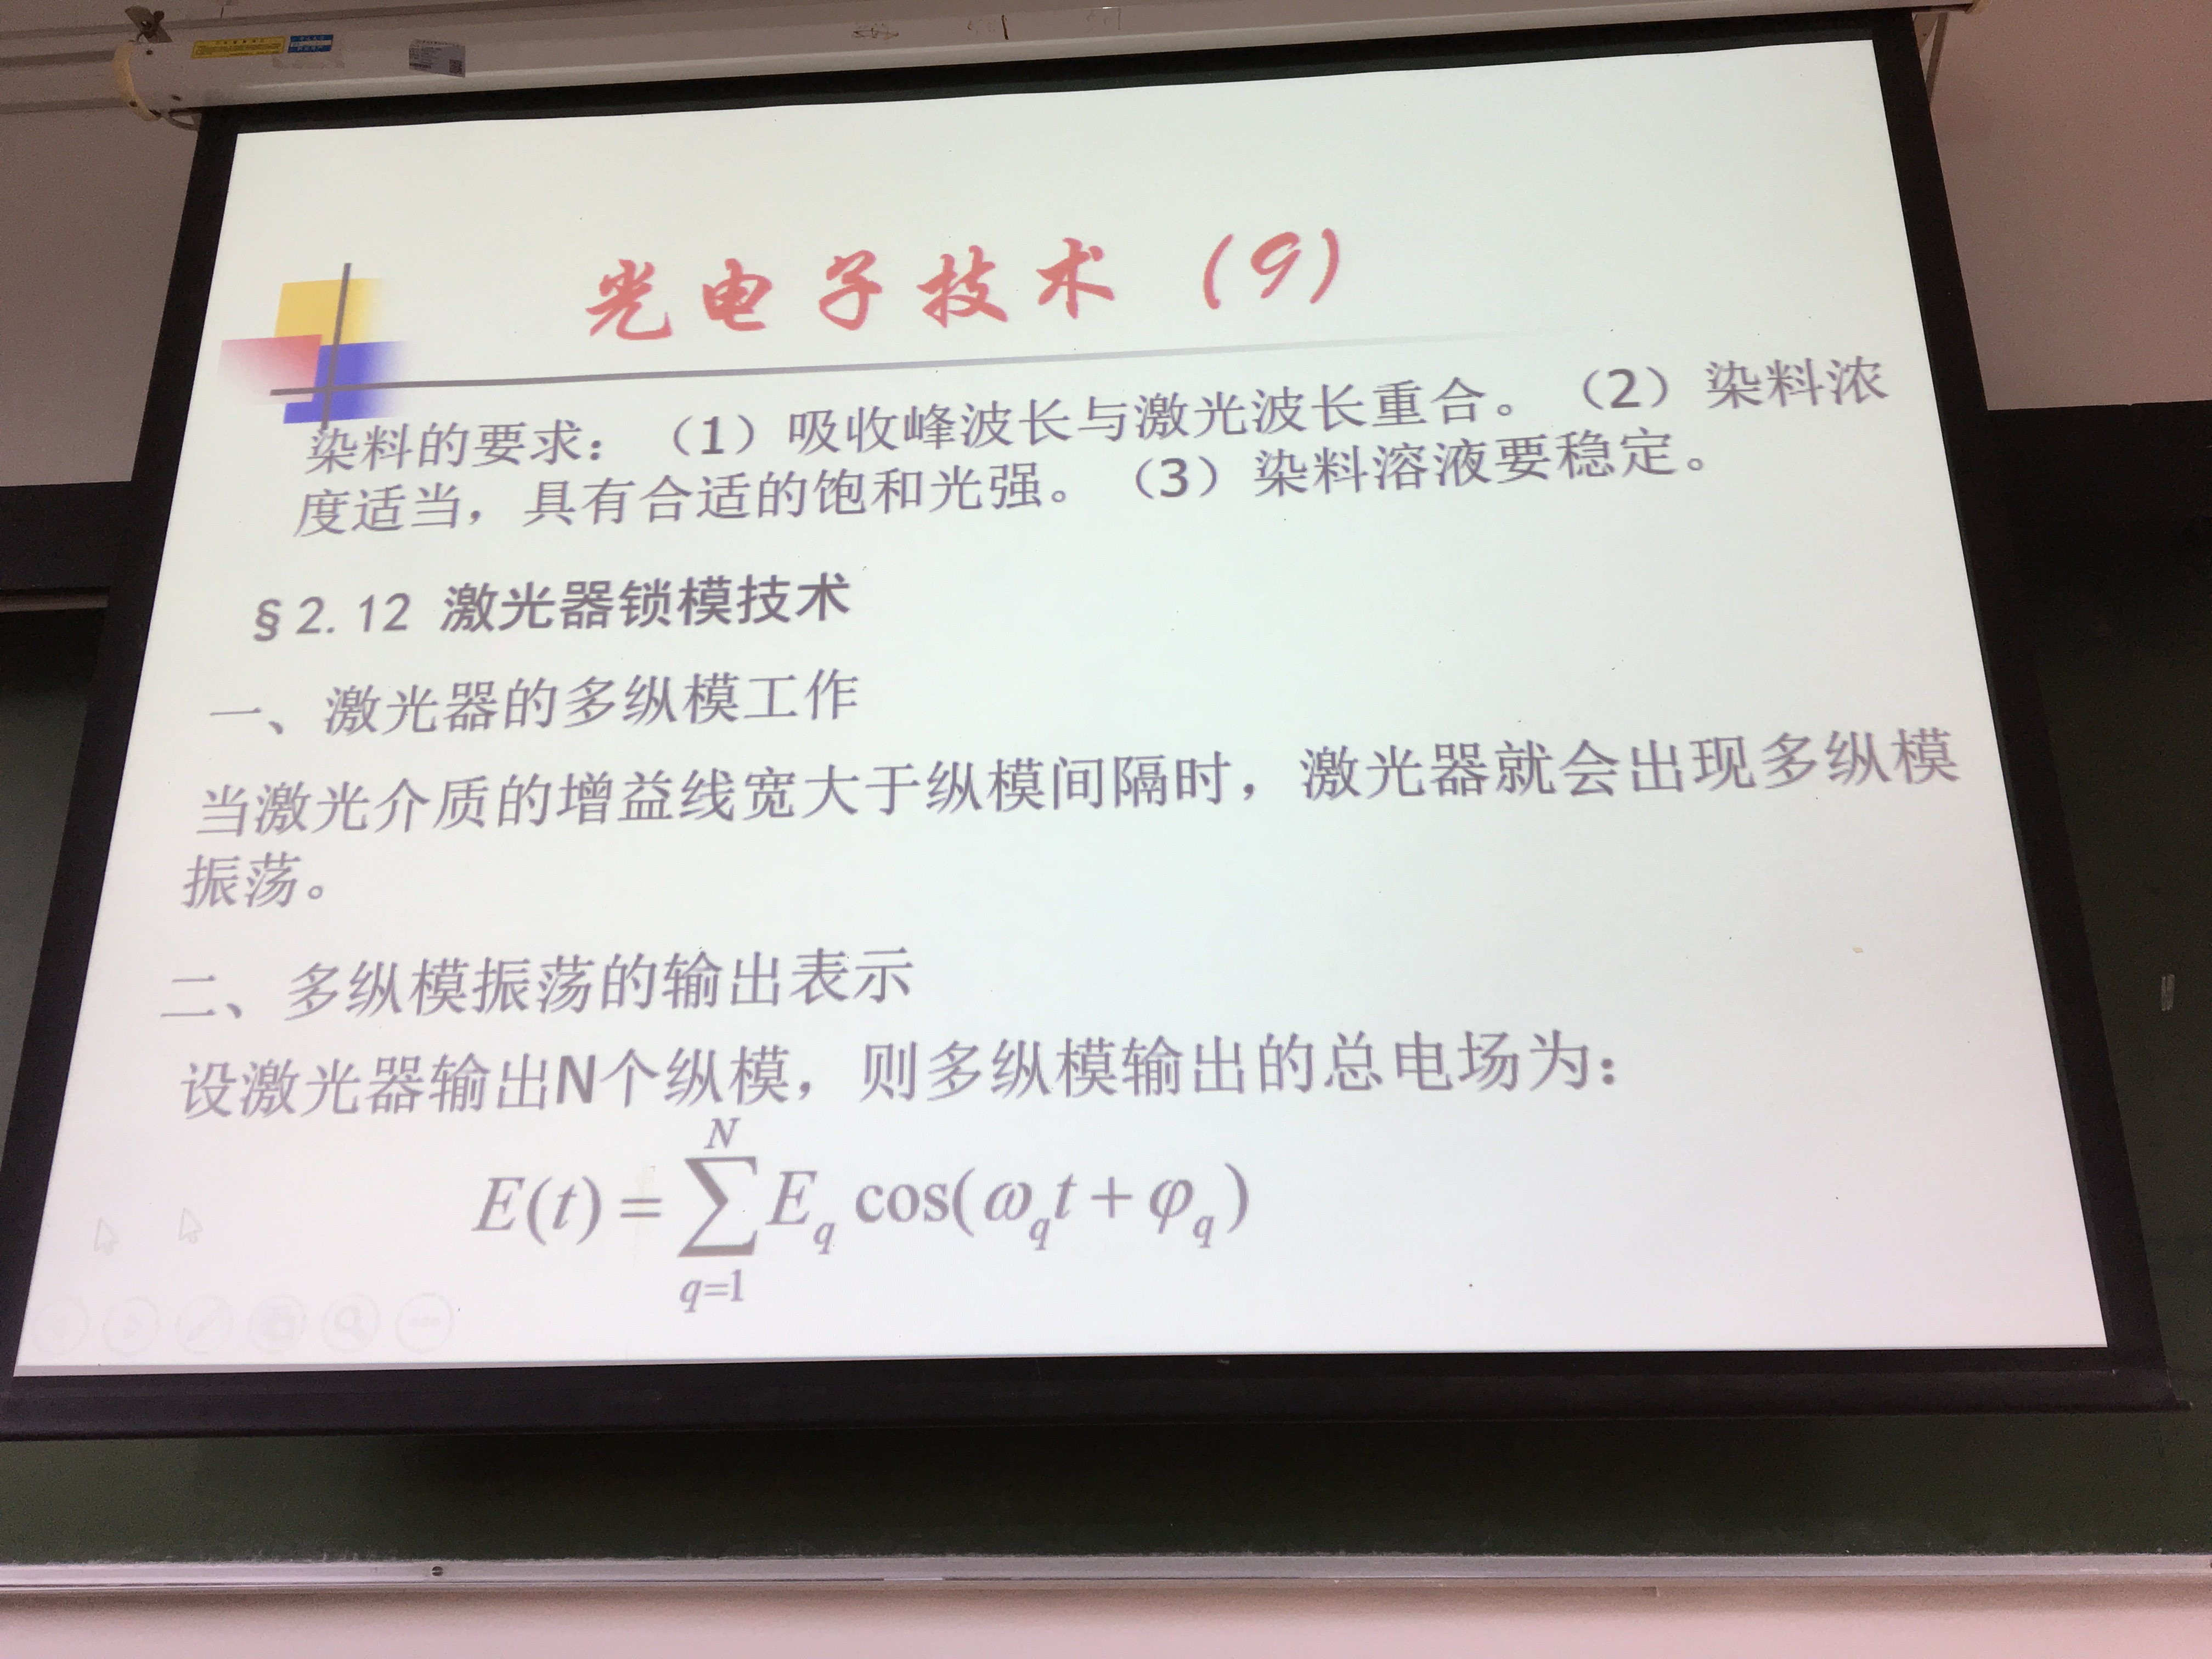 光电子技术（9）
染料的要求：（1）吸收峰波长与激光波长重合。（2）染料浓
度适当，具有合适的饱和光强。（3）染料溶液要稳定。
§2.12 激光器锁模技术
一、激光器的多纵模工作
当激光介质的增益线宽大于纵模间隔时，激光器就会出现多纵模
振荡。
二、多纵模振荡的输出表示
设激光器输出N个纵模，则多纵模输出的总电场为：
E(t) = \sum_{q=1}^{N} E_q cos(ω_q t + φ_q)